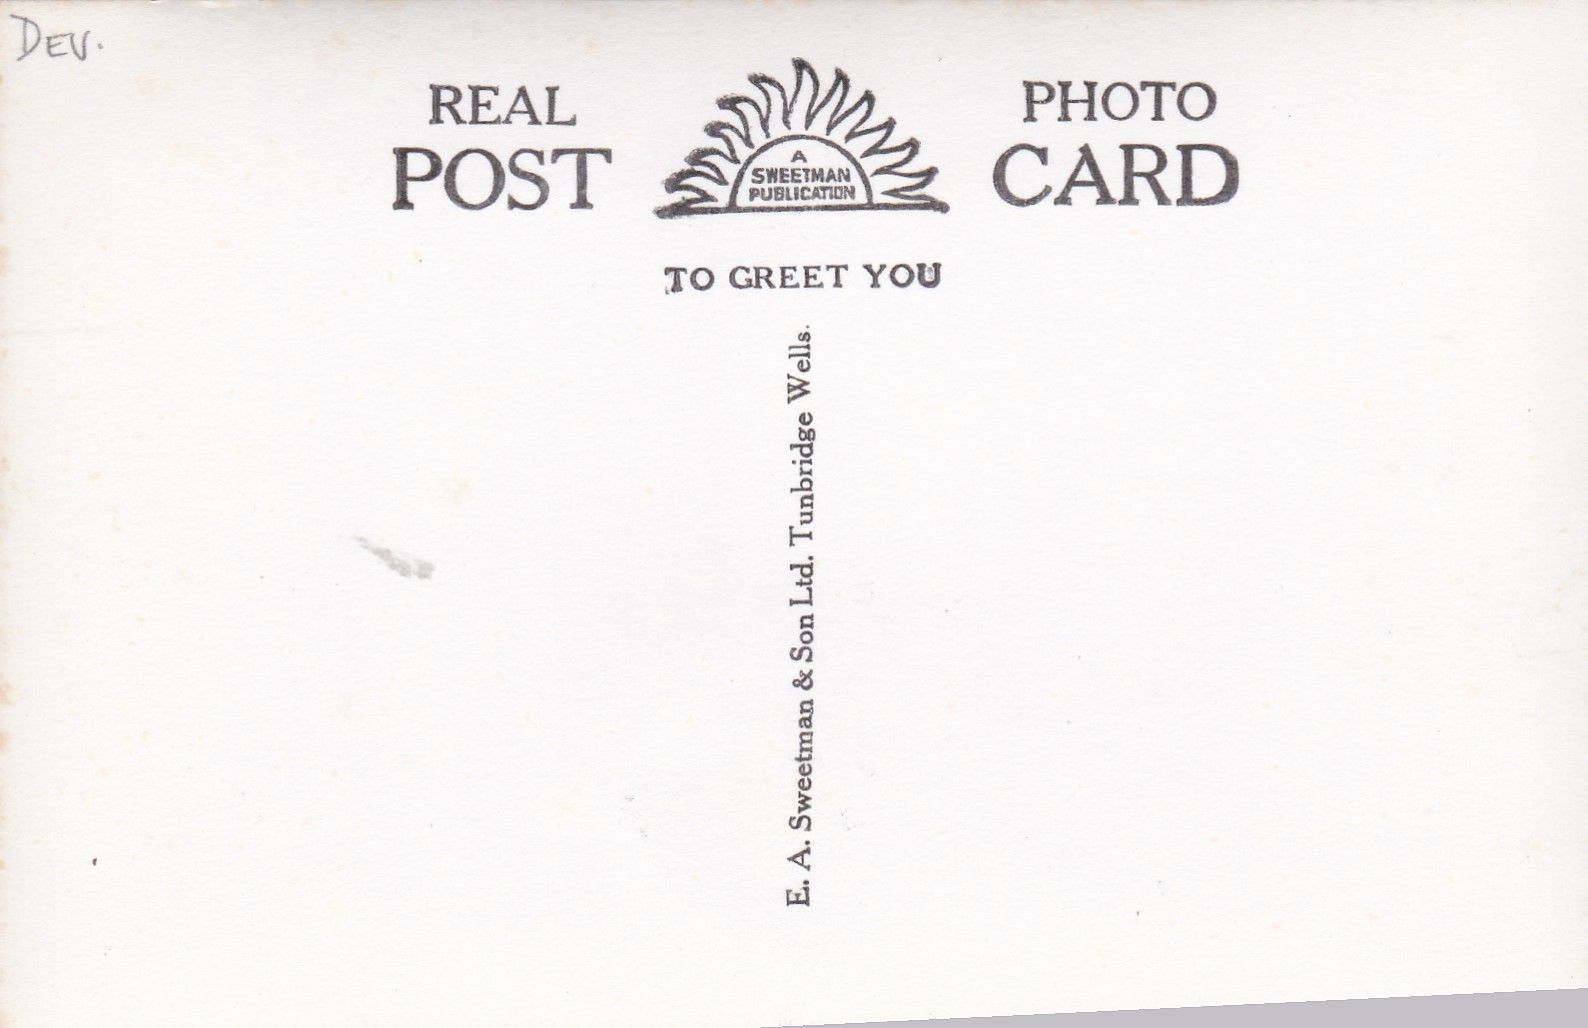 DEV.
REAL PHOTO
POST CARD
A
SWEETMAN
PUBLICATION
TO GREET YOU
E. A. Sweetman & Son Ltd. Tunbridge Wells.